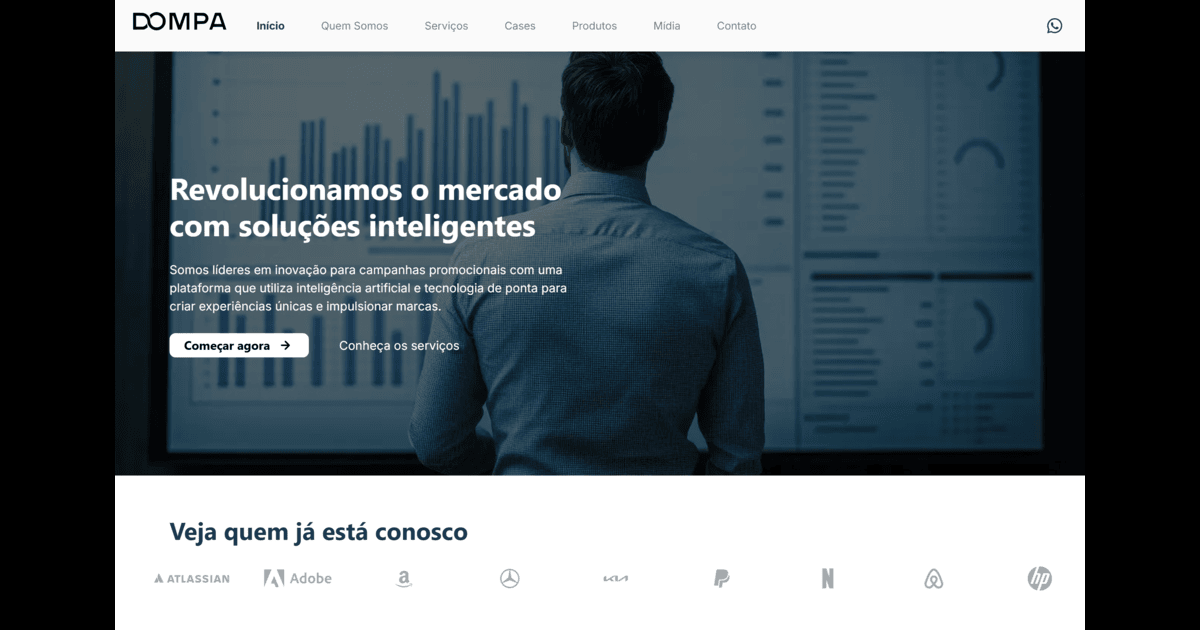 DOMPA
Início
Quem Somos
Serviços
Cases
Produtos
Mídia
Contato
Revolucionamos o mercado
com soluções inteligentes
Somos líderes em inovação para campanhas promocionais com uma
plataforma que utiliza inteligência artificial e tecnologia de ponta para
criar experiências únicas e impulsionar marcas.
Começar agora →
Conheça os serviços
Veja quem já está conosco
ATLASSIAN
Adobe
a
KIA
N
hp